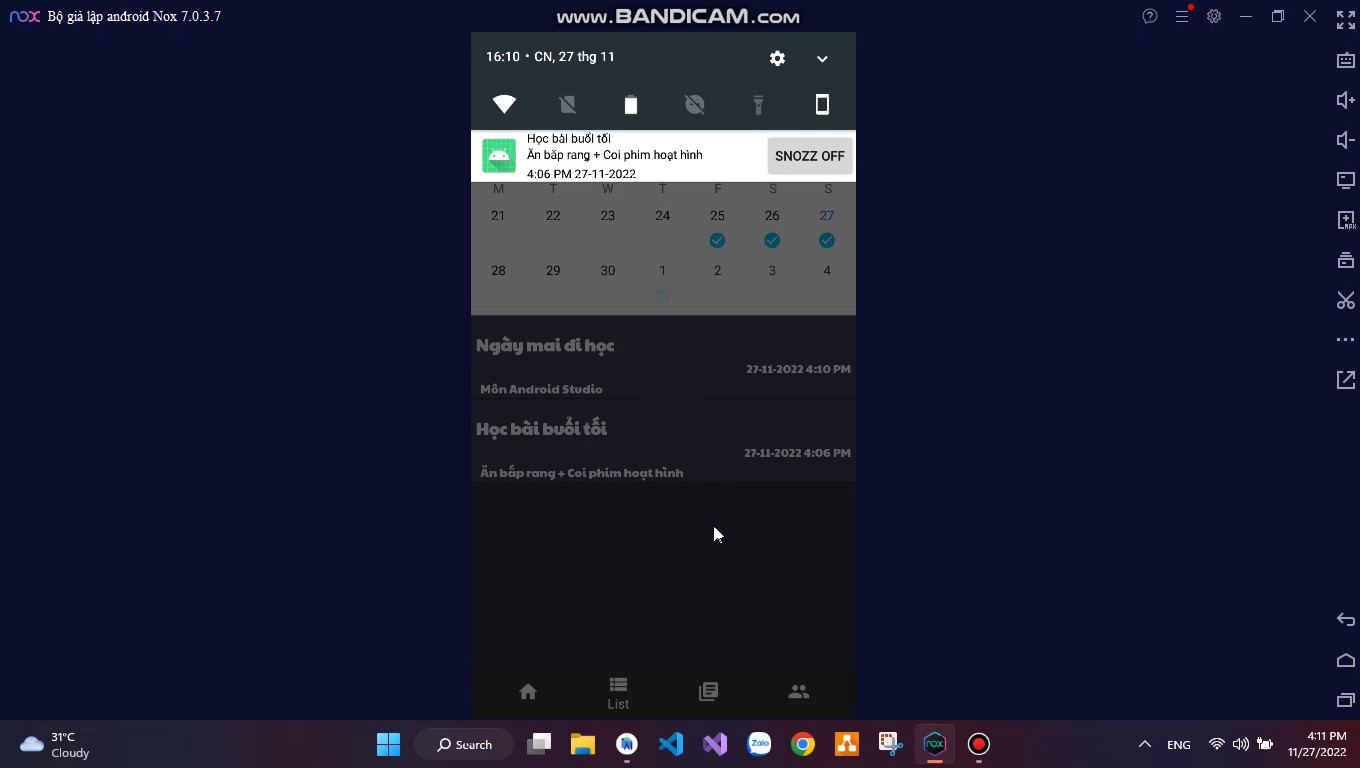 nox Bộ giả lập android Nox 7.0.3.7
www.BANDICAM.com
16:10 • CN, 27 thg 11
Học bài buổi tối
Ăn bắp rang + Coi phim hoạt hình
4:06 PM 27-11-2022
SNOZZ OFF
M T W T F S S
21 22 23 24 25 26 27
28 29 30 1 2 3 4
Ngày mai đi học
27-11-2022 4:10 PM
Môn Android Studio
Học bài buổi tối
27-11-2022 4:06 PM
Ăn bắp rang + Coi phim hoạt hình
List
31°C
Cloudy
Search
Zalo
nox
ENG
4:11 PM
11/27/2022